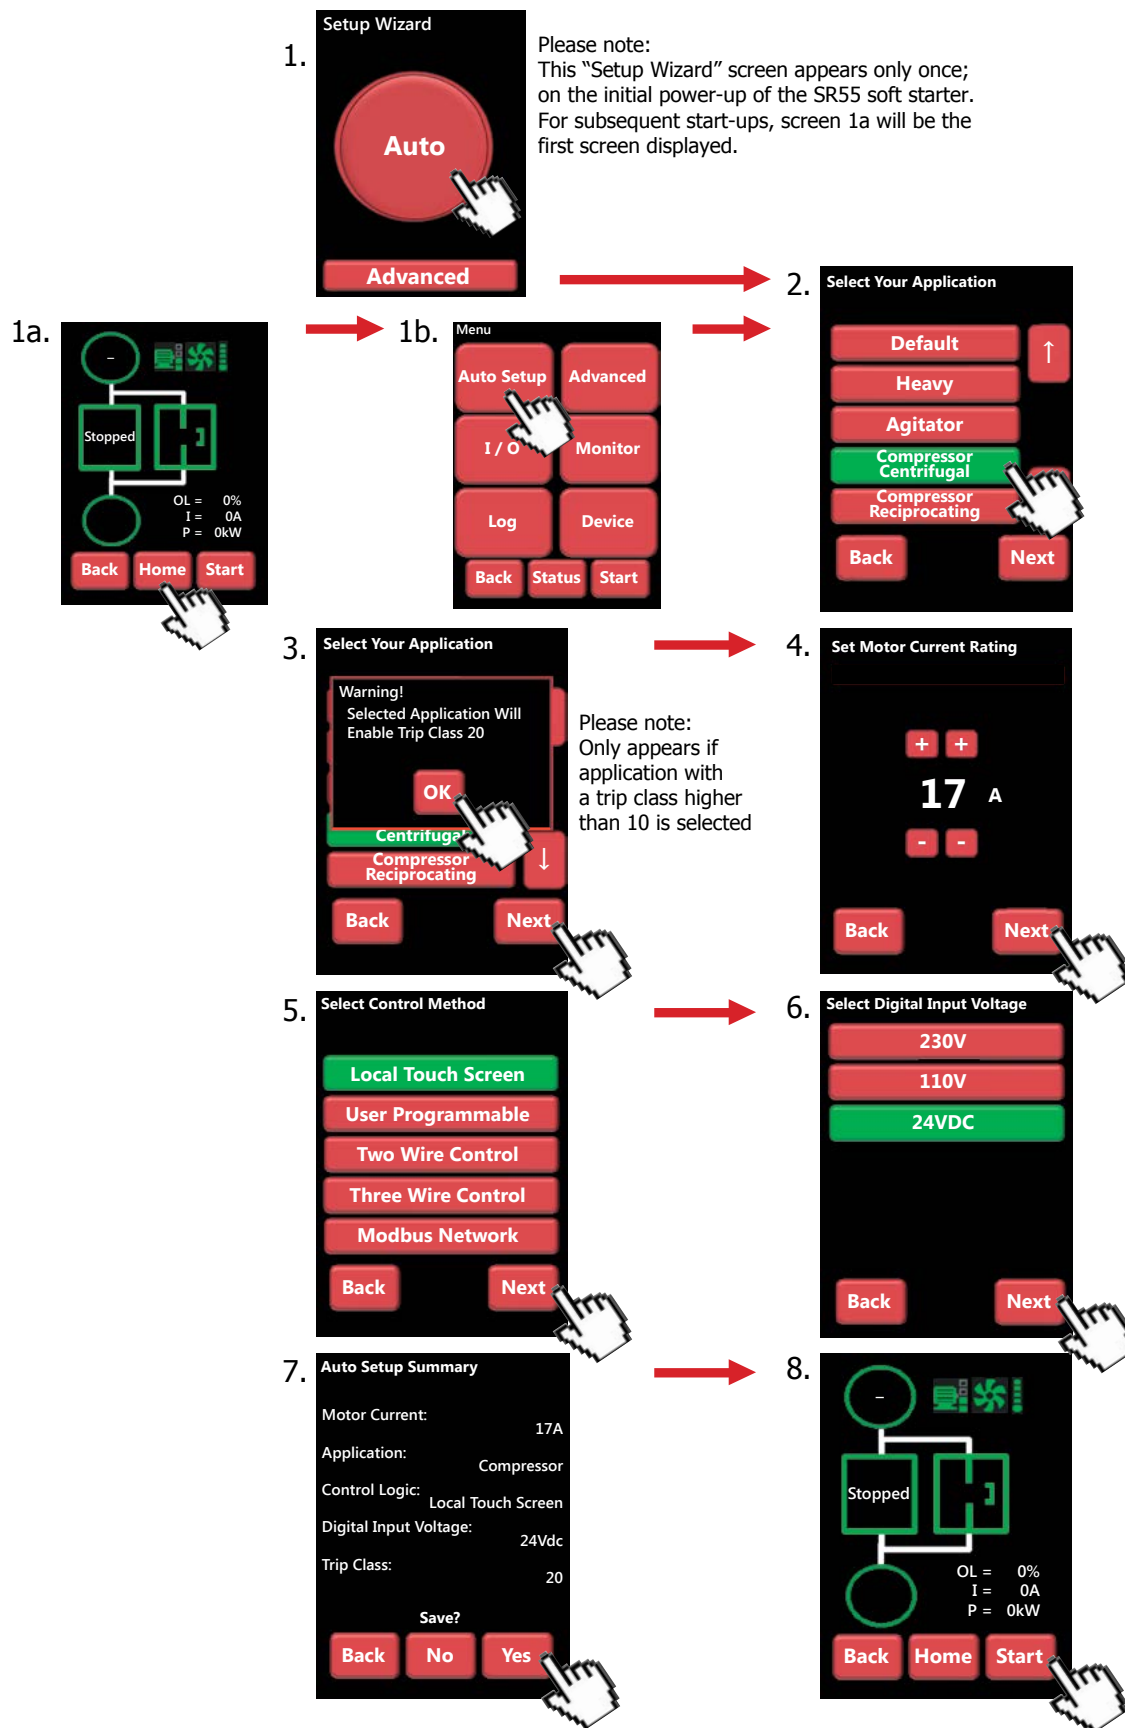 1.
Setup Wizard
Auto
Advanced
Please note:
This “Setup Wizard” screen appears only once;
on the initial power-up of the SR55 soft starter.
For subsequent start-ups, screen 1a will be the
first screen displayed.
1a.
–
Stopped
OL = 0%
I = 0A
P = 0kW
Back Home Start
1b.
Menu
Auto Setup Advanced
I / O Monitor
Log Device
Back Status Start
2.
Select Your Application
Default
↑
Heavy
Agitator
Compressor
Centrifugal
Compressor
Reciprocating
Back Next
3.
Select Your Application
Warning!
Selected Application Will
Enable Trip Class 20
OK
Centrifugal
Compressor
Reciprocating
↓
Back Next
Please note:
Only appears if
application with
a trip class higher
than 10 is selected
4.
Set Motor Current Rating
+ +
17 A
- -
Back Next
5.
Select Control Method
Local Touch Screen
User Programmable
Two Wire Control
Three Wire Control
Modbus Network
Back Next
6.
Select Digital Input Voltage
230V
110V
24VDC
Back Next
7.
Auto Setup Summary
Motor Current:
17A
Application:
Compressor
Control Logic:
Local Touch Screen
Digital Input Voltage:
24Vdc
Trip Class:
20
Save?
Back No Yes
8.
–
Stopped
OL = 0%
I = 0A
P = 0kW
Back Home Start